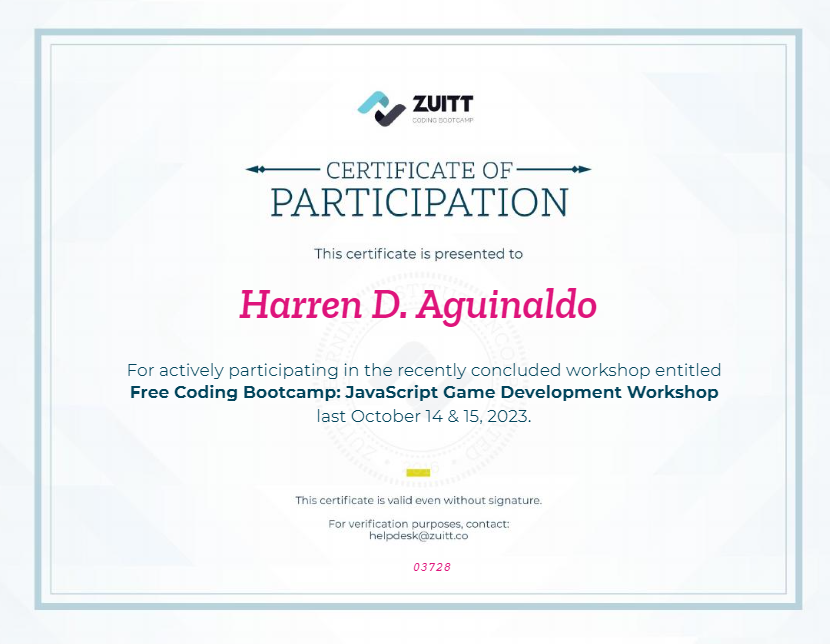 ZUITT
CODING BOOTCAMP
CERTIFICATE OF
PARTICIPATION
This certificate is presented to
Harren D. Aguinaldo
For actively participating in the recently concluded workshop entitled
Free Coding Bootcamp: JavaScript Game Development Workshop
last October 14 & 15, 2023.
This certificate is valid even without signature.
For verification purposes, contact:
helpdesk@zuitt.co
03728